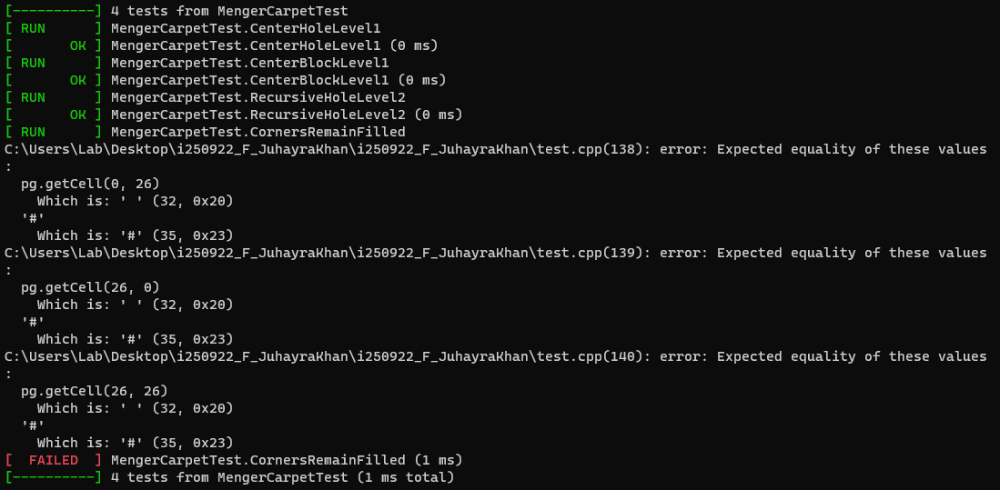 [----------] 4 tests from MengerCarpetTest
[ RUN      ] MengerCarpetTest.CenterHoleLevel1
[       OK ] MengerCarpetTest.CenterHoleLevel1 (0 ms)
[ RUN      ] MengerCarpetTest.CenterBlockLevel1
[       OK ] MengerCarpetTest.CenterBlockLevel1 (0 ms)
[ RUN      ] MengerCarpetTest.RecursiveHoleLevel2
[       OK ] MengerCarpetTest.RecursiveHoleLevel2 (0 ms)
[ RUN      ] MengerCarpetTest.CornersRemainFilled
C:\Users\Lab\Desktop\i250922_F_JuhayraKhan\i250922_F_JuhayraKhan\test.cpp(138): error: Expected equality of these values
:
  pg.getCell(0, 26)
    Which is: ' ' (32, 0x20)
  '#'
    Which is: '#' (35, 0x23)
C:\Users\Lab\Desktop\i250922_F_JuhayraKhan\i250922_F_JuhayraKhan\test.cpp(139): error: Expected equality of these values
:
  pg.getCell(26, 0)
    Which is: ' ' (32, 0x20)
  '#'
    Which is: '#' (35, 0x23)
C:\Users\Lab\Desktop\i250922_F_JuhayraKhan\i250922_F_JuhayraKhan\test.cpp(140): error: Expected equality of these values
:
  pg.getCell(26, 26)
    Which is: ' ' (32, 0x20)
  '#'
    Which is: '#' (35, 0x23)
[  FAILED  ] MengerCarpetTest.CornersRemainFilled (1 ms)
[----------] 4 tests from MengerCarpetTest (1 ms total)